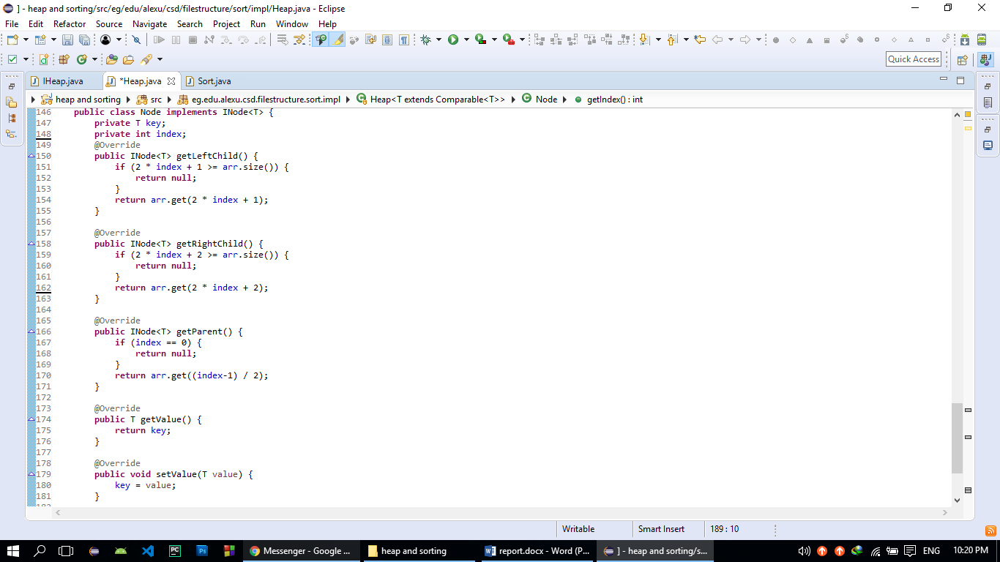 ] - heap and sorting/src/eg/edu/alexu/csd/filestructure/sort/impl/Heap.java - Eclipse
File Edit Refactor Source Navigate Search Project Run Window Help
Quick Access
IHeap.java *Heap.java Sort.java
heap and sorting src eg.edu.alexu.csd.filestructure.sort.impl Heap<T extends Comparable<T>> Node getIndex() : int
146 public class Node implements INode<T> {
147 private T key;
148 private int index;
149 @Override
150 public INode<T> getLeftChild() {
151 if (2 * index + 1 >= arr.size()) {
152 return null;
153 }
154 return arr.get(2 * index + 1);
155 }
156
157 @Override
158 public INode<T> getRightChild() {
159 if (2 * index + 2 >= arr.size()) {
160 return null;
161 }
162 return arr.get(2 * index + 2);
163 }
164
165 @Override
166 public INode<T> getParent() {
167 if (index == 0) {
168 return null;
169 }
170 return arr.get((index-1) / 2);
171 }
172
173 @Override
174 public T getValue() {
175 return key;
176 }
177
178 @Override
179 public void setValue(T value) {
180 key = value;
181 }
Writable Smart Insert 189 : 10
Messenger - Google ... heap and sorting report.docx - Word (P... ] - heap and sorting/s... ENG 10:20 PM